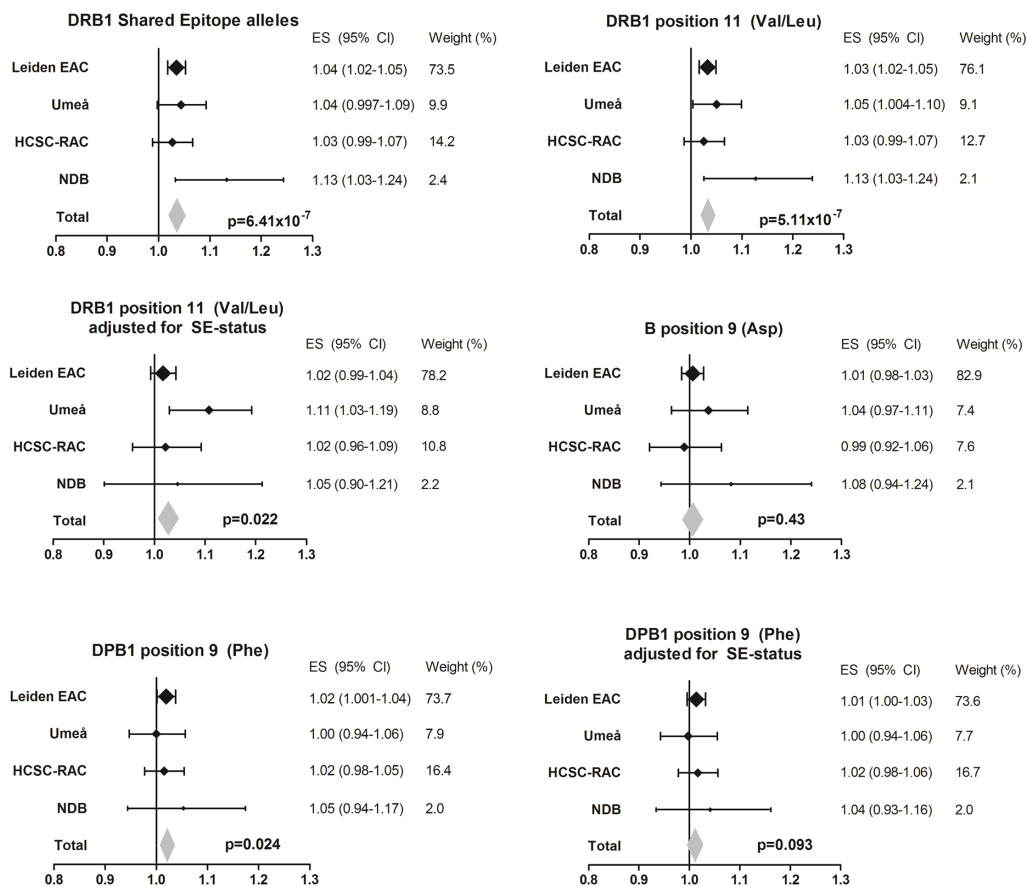 DRB1 Shared Epitope alleles
ES (95% CI) Weight (%)
Leiden EAC 1.04 (1.02-1.05) 73.5
Umeå 1.04 (0.997-1.09) 9.9
HCSC-RAC 1.03 (0.99-1.07) 14.2
NDB 1.13 (1.03-1.24) 2.4
Total p=6.41x10⁻⁷
0.8 0.9 1.0 1.1 1.2 1.3
DRB1 position 11 (Val/Leu)
ES (95% CI) Weight (%)
Leiden EAC 1.03 (1.02-1.05) 76.1
Umeå 1.05 (1.004-1.10) 9.1
HCSC-RAC 1.03 (0.99-1.07) 12.7
NDB 1.13 (1.03-1.24) 2.1
Total p=5.11x10⁻⁷
0.8 0.9 1.0 1.1 1.2 1.3
DRB1 position 11 (Val/Leu)
adjusted for SE-status
ES (95% CI) Weight (%)
Leiden EAC 1.02 (0.99-1.04) 78.2
Umeå 1.11 (1.03-1.19) 8.8
HCSC-RAC 1.02 (0.96-1.09) 10.8
NDB 1.05 (0.90-1.21) 2.2
Total p=0.022
0.8 0.9 1.0 1.1 1.2 1.3
B position 9 (Asp)
ES (95% CI) Weight (%)
Leiden EAC 1.01 (0.98-1.03) 82.9
Umeå 1.04 (0.97-1.11) 7.4
HCSC-RAC 0.99 (0.92-1.06) 7.6
NDB 1.08 (0.94-1.24) 2.1
Total p=0.43
0.8 0.9 1.0 1.1 1.2 1.3
DPB1 position 9 (Phe)
ES (95% CI) Weight (%)
Leiden EAC 1.02 (1.001-1.04) 73.7
Umeå 1.00 (0.94-1.06) 7.9
HCSC-RAC 1.02 (0.98-1.05) 16.4
NDB 1.05 (0.94-1.17) 2.0
Total p=0.024
0.8 0.9 1.0 1.1 1.2 1.3
DPB1 position 9 (Phe)
adjusted for SE-status
ES (95% CI) Weight (%)
Leiden EAC 1.01 (1.00-1.03) 73.6
Umeå 1.00 (0.94-1.06) 7.7
HCSC-RAC 1.02 (0.98-1.06) 16.7
NDB 1.04 (0.93-1.16) 2.0
Total p=0.093
0.8 0.9 1.0 1.1 1.2 1.3